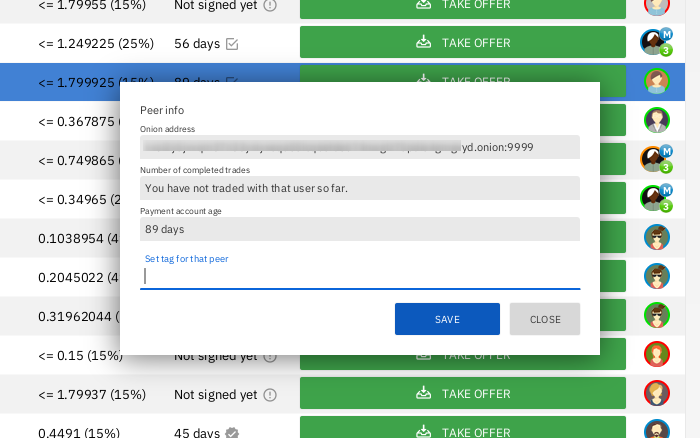 <= 1.79955 (15%) Not signed yet TAKE OFFER
<= 1.249225 (25%) 56 days TAKE OFFER M 3
<= 1.799925 (15%) 89 days TAKE OFFER
<= 0.367875
Peer info
Onion address
yd.onion:9999
<= 0.749865 M 3
Number of completed trades
You have not traded with that user so far.
<= 0.34965 (2 M 3
Payment account age
89 days
0.1038954 (4
Set tag for that peer
0.2045022 (4
0.31962044 (
SAVE CLOSE
<= 0.15 (15%) Not signed yet TAKE OFFER
<= 1.79937 (15%) Not signed yet TAKE OFFER
0.4491 (15%) 45 days TAKE OFFER